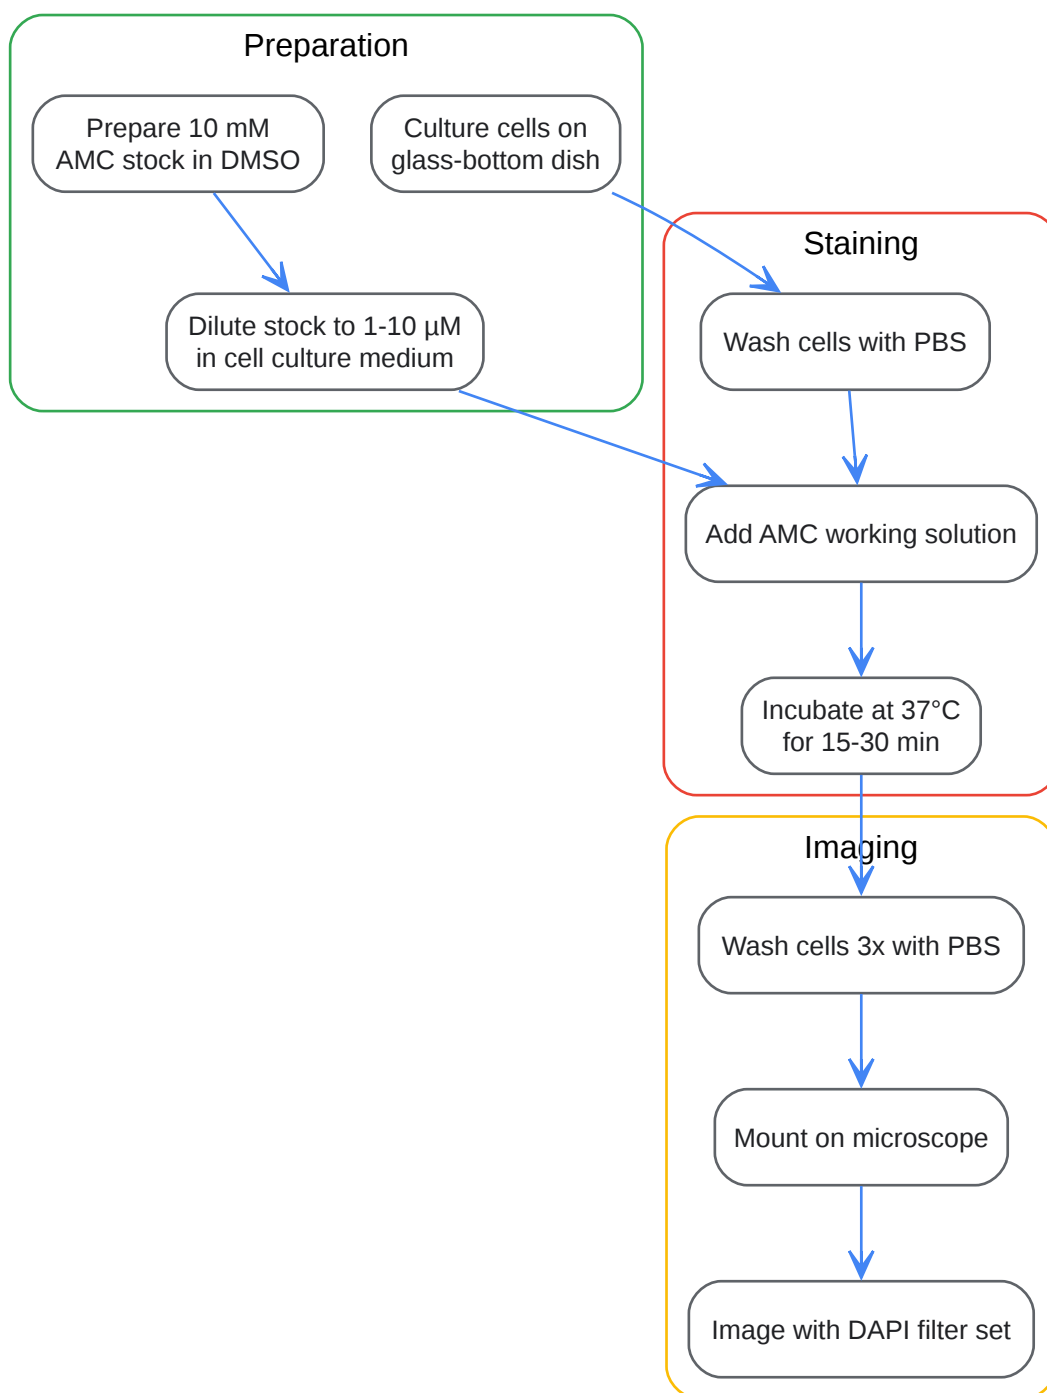 Preparation
Prepare 10 mM
AMC stock in DMSO
Culture cells on
glass-bottom dish
Dilute stock to 1-10 µM
in cell culture medium
Staining
Wash cells with PBS
Add AMC working solution
Incubate at 37°C
for 15-30 min
Imaging
Wash cells 3x with PBS
Mount on microscope
Image with DAPI filter set